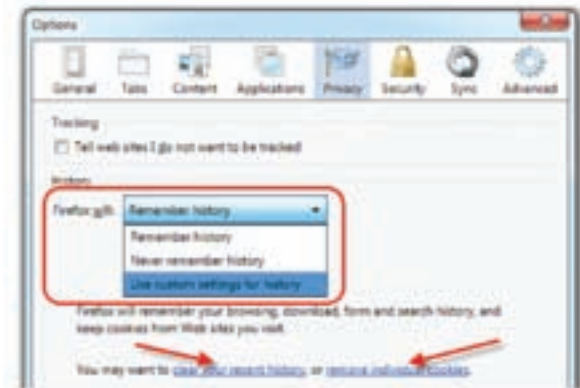 Options
General Tabs Content Applications Privacy Security Sync Advanced
Tracking
Tell web sites I do not want to be tracked
History
Firefox will: Remember history
Remember history
Never remember history
Use custom settings for history
Firefox will remember your browsing, download, form and search history, and
keep cookies from Web sites you visit.
You may want to clear your recent history, or remove individual cookies.